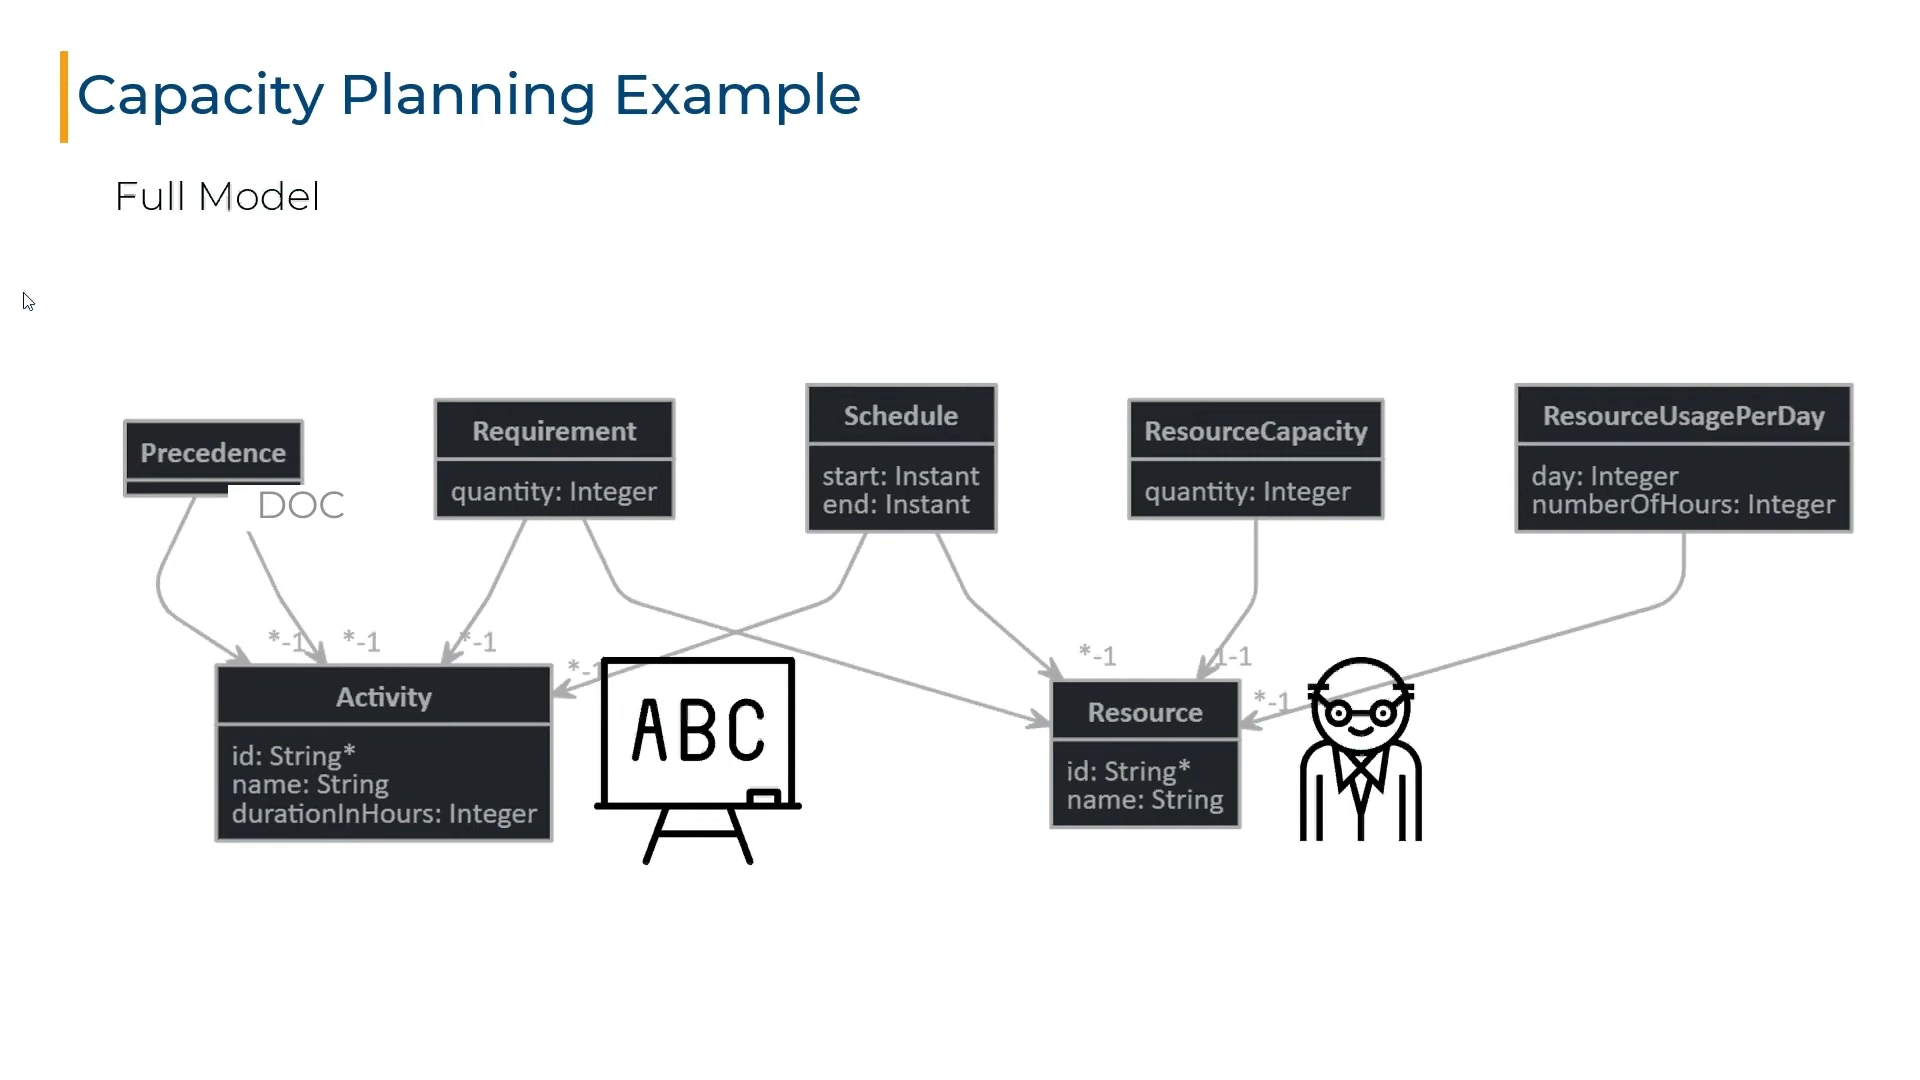 Capacity Planning Example
Full Model
Precedence
DOC
Requirement
quantity: Integer
Schedule
start: Instant
end: Instant
ResourceCapacity
quantity: Integer
ResourceUsagePerDay
day: Integer
numberOfHours: Integer
*-1
*-1
*-1
*-1
*-1
1-1
*-1
Activity
id: String*
name: String
durationInHours: Integer
ABC
Resource
id: String*
name: String